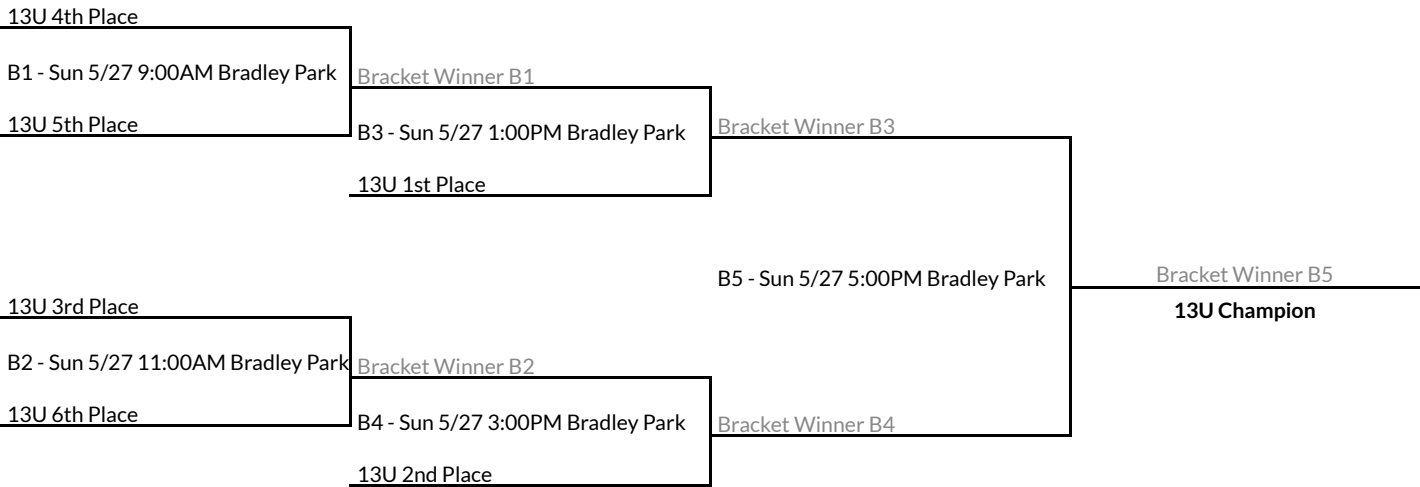 13U 4th Place
B1 - Sun 5/27 9:00AM Bradley Park
13U 5th Place
Bracket Winner B1
B3 - Sun 5/27 1:00PM Bradley Park
13U 1st Place
Bracket Winner B3
13U 3rd Place
B2 - Sun 5/27 11:00AM Bradley Park
13U 6th Place
Bracket Winner B2
B4 - Sun 5/27 3:00PM Bradley Park
13U 2nd Place
Bracket Winner B4
B5 - Sun 5/27 5:00PM Bradley Park
Bracket Winner B5
13U Champion